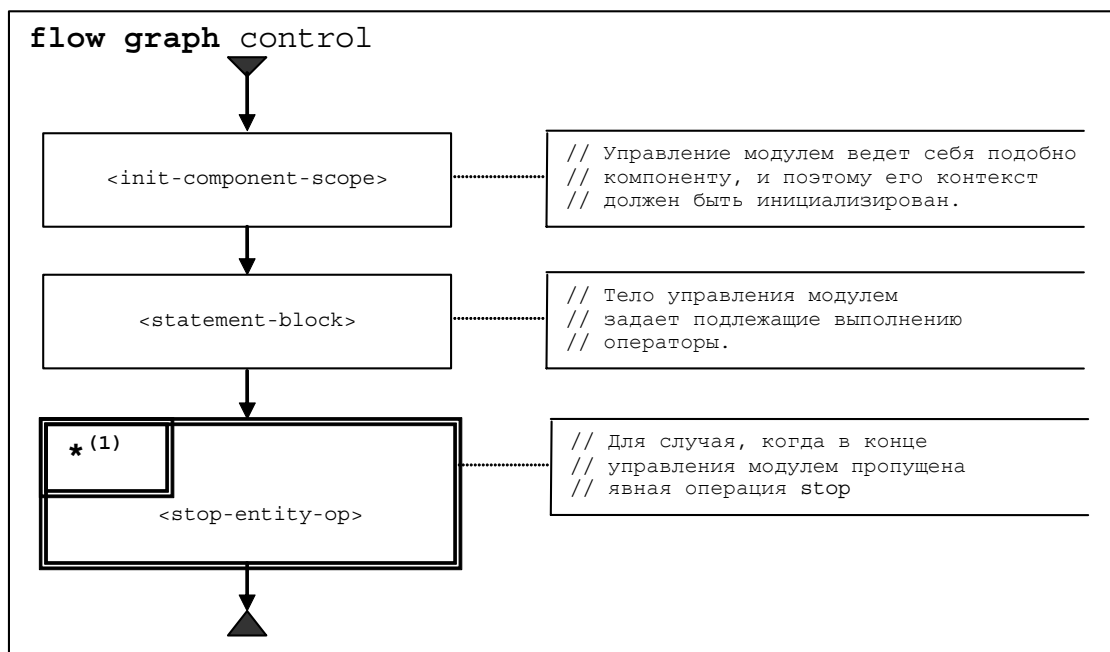 flow graph control
<init-component-scope>
// Управление модулем ведет себя подобно
// компоненту, и поэтому его контекст
// должен быть инициализирован.
<statement-block>
// Тело управления модулем
// задает подлежащие выполнению
// операторы.
*(1)
<stop-entity-op>
// Для случая, когда в конце
// управления модулем пропущена
// явная операция stop